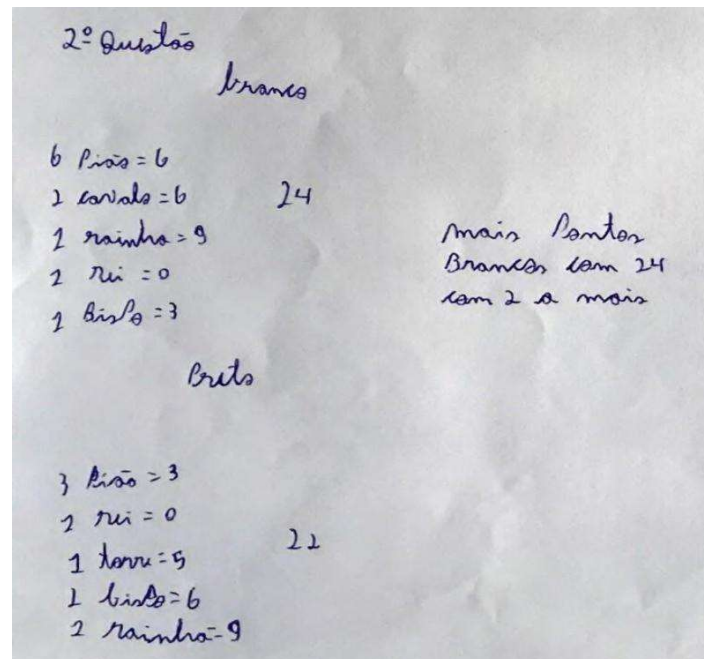 2º Questão
branco
6 Pião = 6
2 cavalo = 6
1 rainha = 9
1 rei = 0
1 Bispo = 3
24
mais Pontos
Brancos com 24
com 2 a mais
Preto
3 Pião = 3
1 rei = 0
1 torre = 5
2 bispo = 6
1 rainha = 9
22